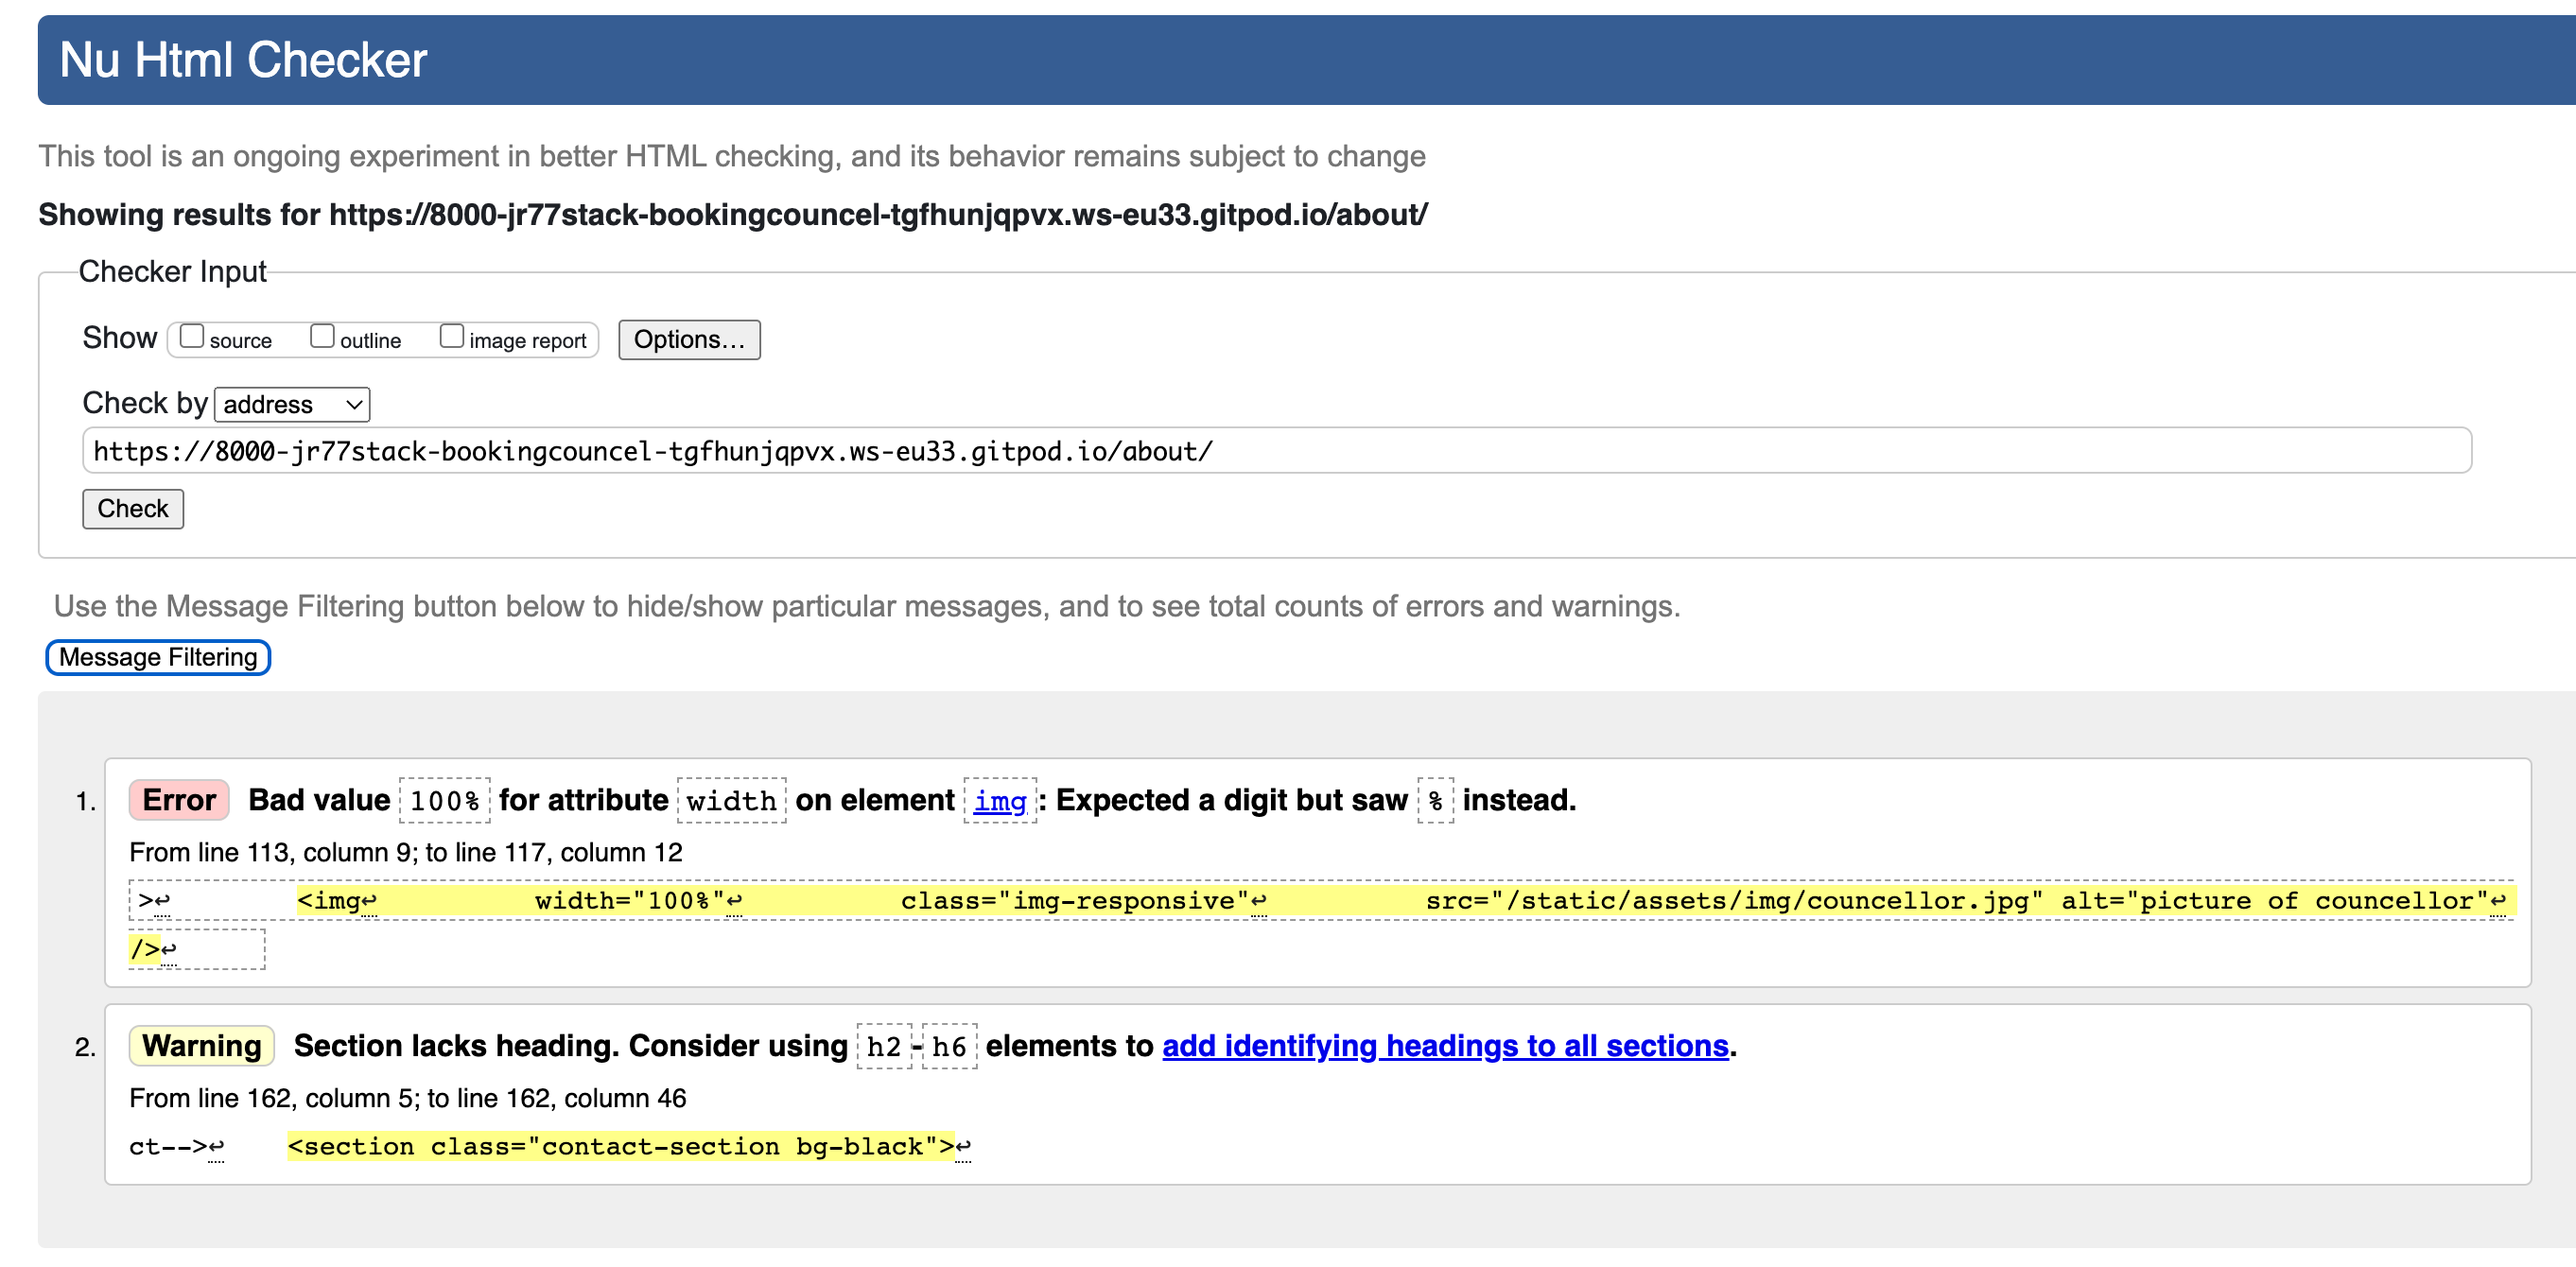 Nu Html Checker
This tool is an ongoing experiment in better HTML checking, and its behavior remains subject to change
Showing results for https://8000-jr77stack-bookingcouncel-tgfhunjqpvx.ws-eu33.gitpod.io/about/
Checker Input
Show source outline image report Options...
Check by address
https://8000-jr77stack-bookingcouncel-tgfhunjqpvx.ws-eu33.gitpod.io/about/
Check
Use the Message Filtering button below to hide/show particular messages, and to see total counts of errors and warnings.
Message Filtering
1. Error Bad value 100% for attribute width on element img: Expected a digit but saw % instead.
From line 113, column 9; to line 117, column 12
>↩ <img↩ width="100%"↩ class="img-responsive"↩ src="/static/assets/img/councellor.jpg" alt="picture of councellor"↩
/>↩
2. Warning Section lacks heading. Consider using h2-h6 elements to add identifying headings to all sections.
From line 162, column 5; to line 162, column 46
ct-->↩ <section class="contact-section bg-black">↩